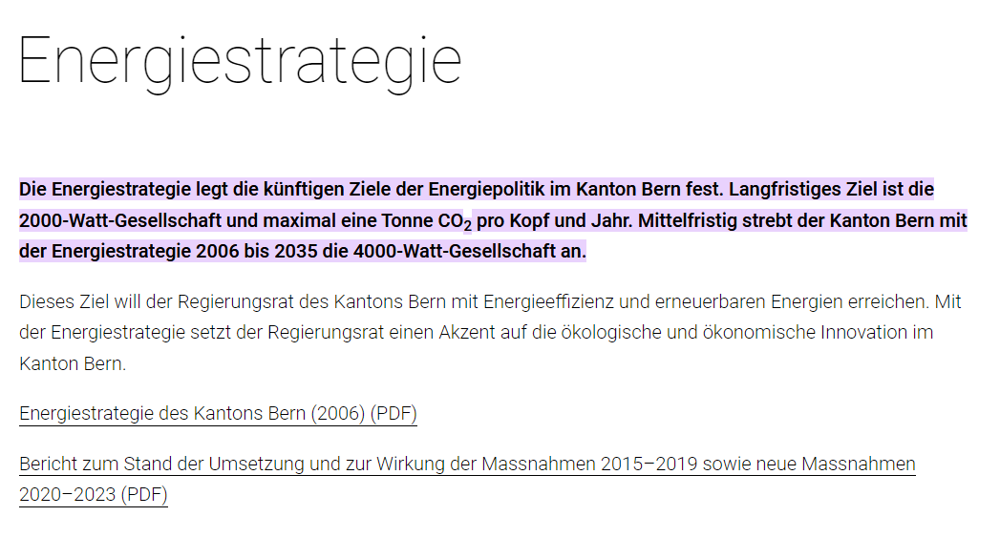 Energiestrategie
Die Energiestrategie legt die künftigen Ziele der Energiepolitik im Kanton Bern fest. Langfristiges Ziel ist die
2000-Watt-Gesellschaft und maximal eine Tonne CO₂ pro Kopf und Jahr. Mittelfristig strebt der Kanton Bern mit
der Energiestrategie 2006 bis 2035 die 4000-Watt-Gesellschaft an.
Dieses Ziel will der Regierungsrat des Kantons Bern mit Energieeffizienz und erneuerbaren Energien erreichen. Mit
der Energiestrategie setzt der Regierungsrat einen Akzent auf die ökologische und ökonomische Innovation im
Kanton Bern.
Energiestrategie des Kantons Bern (2006) (PDF)
Bericht zum Stand der Umsetzung und zur Wirkung der Massnahmen 2015–2019 sowie neue Massnahmen
2020–2023 (PDF)